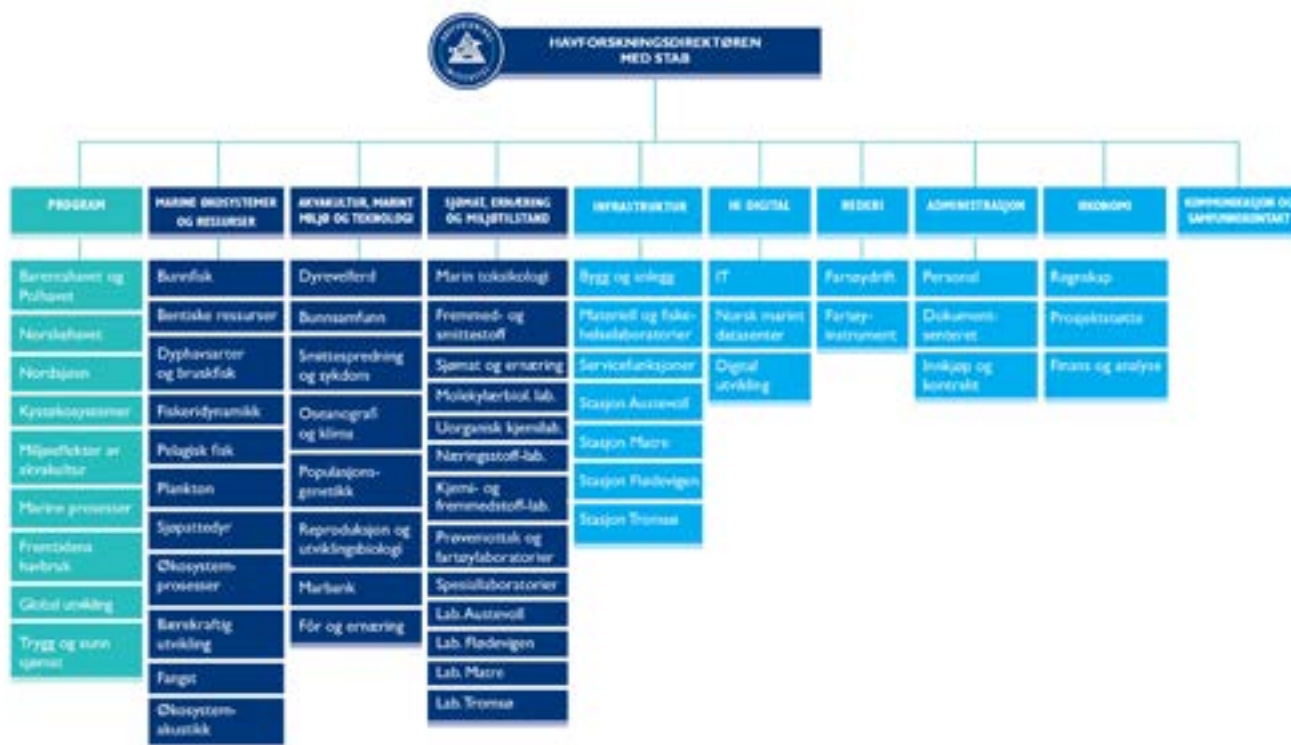 HAVFORSKNINGSDIREKTØREN
MED STAB
PROGRAM
Barentshavet og
Polhavet
Norskehavet
Nordsjøen
Kystøkosystemer
Miljøeffekter av
akvakultur
Marine prosesser
Fremtidens
havbruk
Global utvikling
Trygg og sunn
sjømat
MARINE ØKOSYSTEMER
OG RESSURSER
Bunnfisk
Bentiske ressurser
Dyphavsarter
og bruskfisk
Fiskeridynamikk
Pelagisk fisk
Plankton
Sjøpattedyr
Økosystem-
prosesser
Bærekraftig
utvikling
Fangst
Økosystem-
akustikk
AKVAKULTUR, MARINT
MILJØ OG TEKNOLOGI
Dyrevelferd
Bunnsamfunn
Smittespredning
og sykdom
Oseanografi
og klima
Populasjons-
genetikk
Reproduksjon og
utviklingsbiologi
Marbank
Fôr og ernæring
SJØMAT, ERNÆRING
OG MILJØTILSTAND
Marin toksikologi
Fremmed- og
smittestoff
Sjømat og ernæring
Molekylærbiol. lab.
Uorganisk kjemilab.
Næringsstoff-lab.
Kjemi- og
fremmedstoff-lab.
Prøvemottak og
fartøylaboratorier
Spesiallaboratorier
Lab. Austevoll
Lab. Flødevigen
Lab. Matre
Lab. Tromsø
INFRASTRUKTUR
Bygg og anlegg
Materiell og fiske-
helselaboratorier
Servicefunksjoner
Stasjon Austevoll
Stasjon Matre
Stasjon Flødevigen
Stasjon Tromsø
HI DIGITAL
IT
Norsk marint
datasenter
Digital
utvikling
REDERI
Fartøydrift
Fartøy-
instrument
ADMINISTRASJON
Personal
Dokument-
senteret
Innkjøp og
kontrakt
ØKONOMI
Regnskap
Prosjektstøtte
Finans og analyse
KOMMUNIKASJON OG
SAMFUNNSKONTAKT